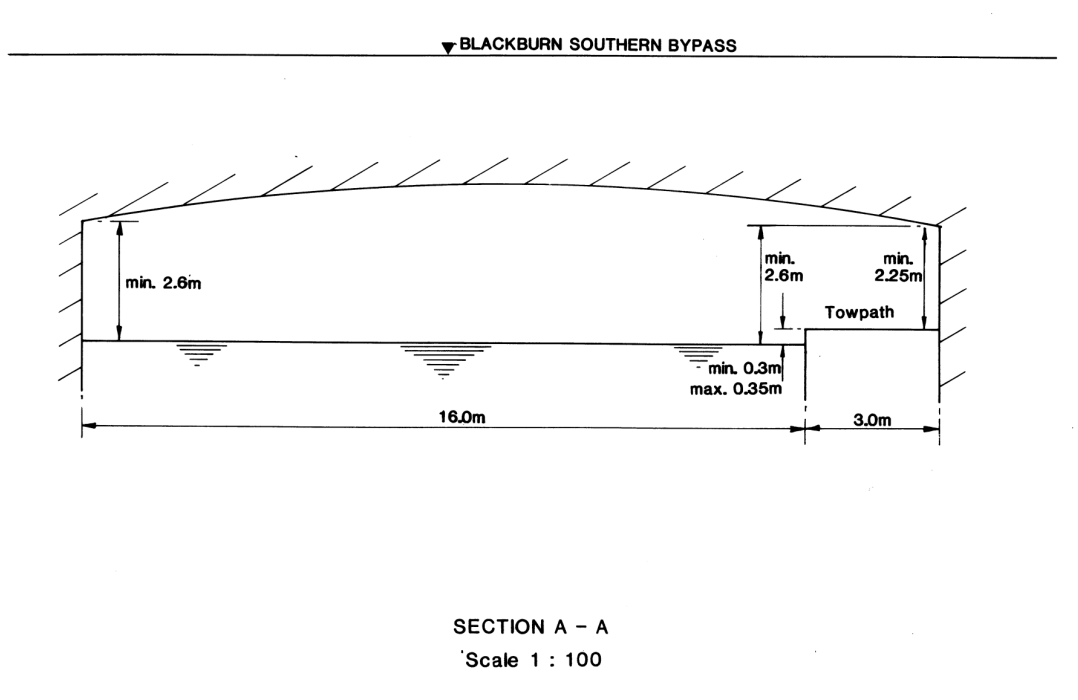 BLACKBURN SOUTHERN BYPASS
min. 2.6m
min.
2.6m
min.
2.25m
Towpath
min. 0.3m
max. 0.35m
16.0m
3.0m
SECTION A - A
Scale 1 : 100